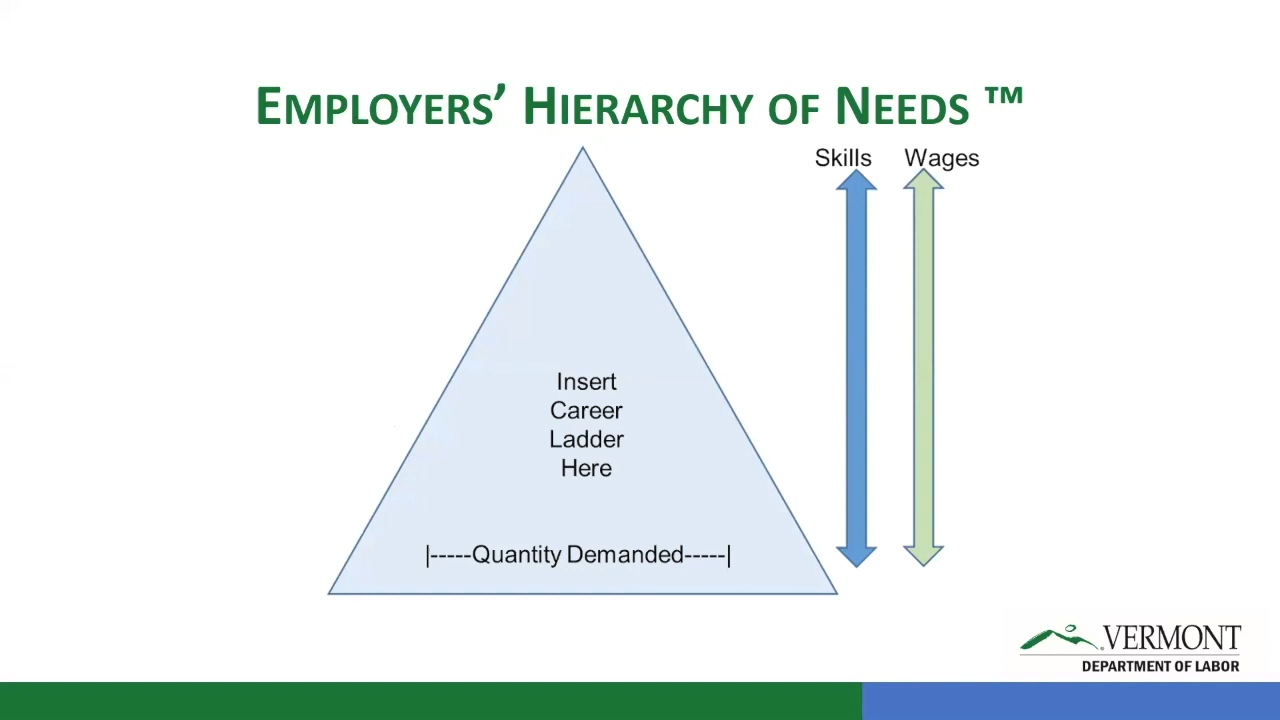 EMPLOYERS’ HIERARCHY OF NEEDS ™
Skills Wages
Insert
Career
Ladder
Here
|-----Quantity Demanded-----|
VERMONT
DEPARTMENT OF LABOR